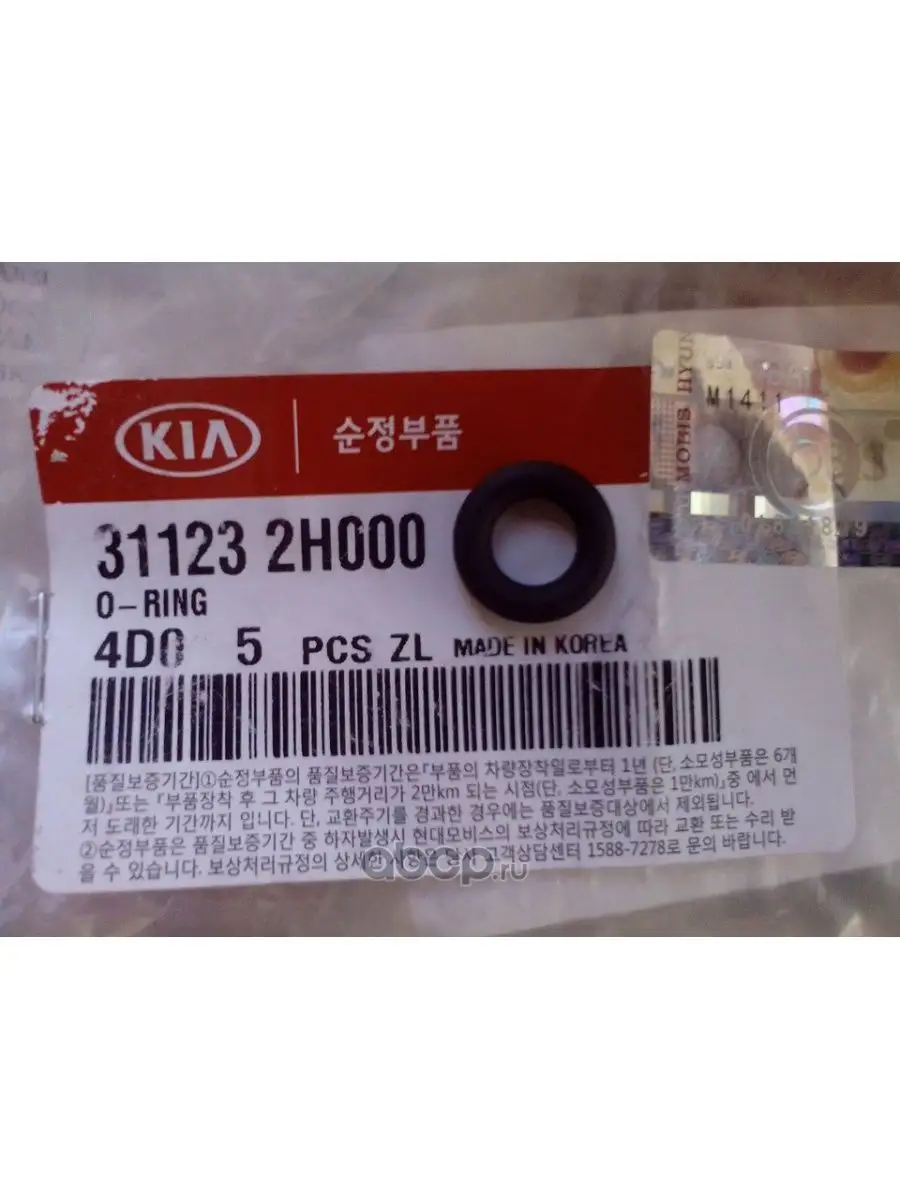 KIA 순정부품
MOBIS HYUN
M1411
31123 2H000
O-RING
4D0 5 PCS ZL MADE IN KOREA
[품질보증기간]①순정부품의 품질보증기간은「부품의 차량장착일로부터 1년 (단, 소모성부품은 6개
월)」또는 「부품장착 후 그 차량 주행거리가 2만km 되는 시점(단, 소모성부품은 1만km)」중 에서 먼
저 도래한 기간까지 입니다. 단, 교환주기를 경과한 경우에는 품질보증대상에서 제외됩니다.
②순정부품은 품질보증기간 중 하자발생시 현대모비스의 보상처리규정에 따라 교환 또는 수리 받
을 수 있습니다. 보상처리규정의 상세한 사항은 당사 고객상담센터 1588-7278로 문의 바랍니다.
abcp.ru